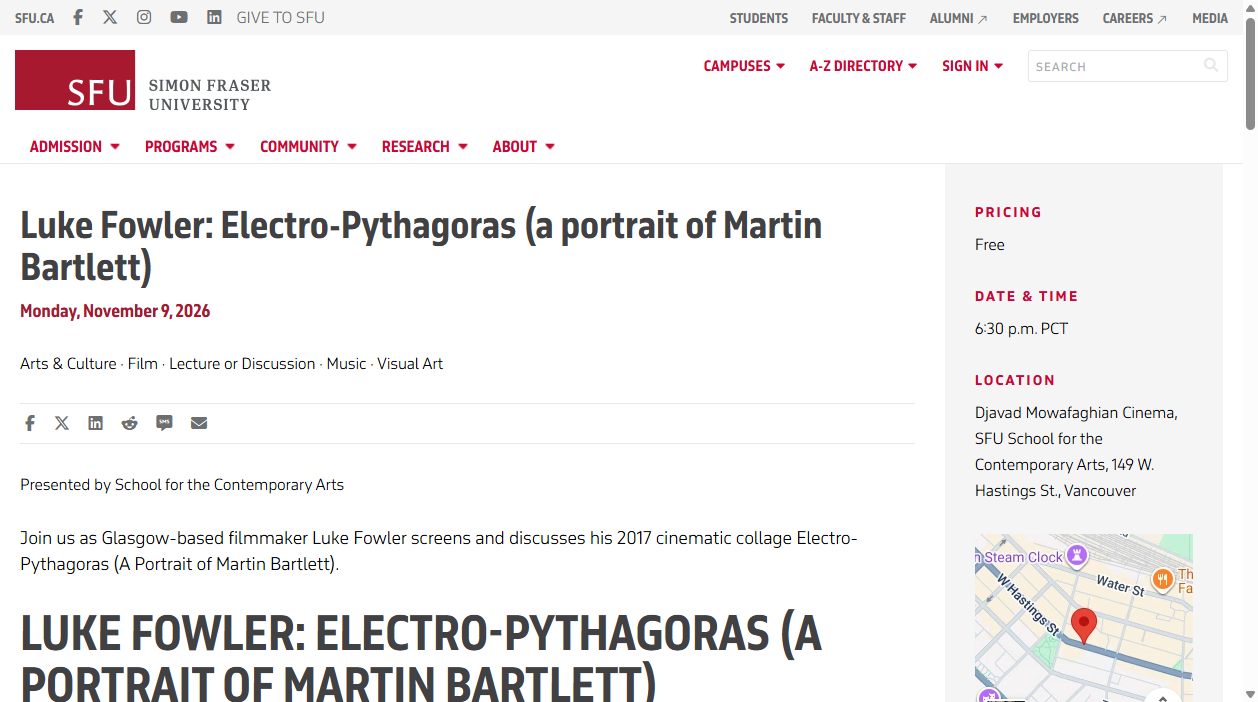 SFU.CA GIVE TO SFU STUDENTS FACULTY & STAFF ALUMNI EMPLOYERS CAREERS MEDIA
SFU SIMON FRASER
UNIVERSITY
CAMPUSES A-Z DIRECTORY SIGN IN SEARCH
ADMISSION PROGRAMS COMMUNITY RESEARCH ABOUT
Luke Fowler: Electro-Pythagoras (a portrait of Martin
Bartlett)
Monday, November 9, 2026
Arts & Culture · Film · Lecture or Discussion · Music · Visual Art
SMS
Presented by School for the Contemporary Arts
Join us as Glasgow-based filmmaker Luke Fowler screens and discusses his 2017 cinematic collage Electro-
Pythagoras (A Portrait of Martin Bartlett).
LUKE FOWLER: ELECTRO-PYTHAGORAS (A
PORTRAIT OF MARTIN BARTLETT)
PRICING
Free
DATE & TIME
6:30 p.m. PCT
LOCATION
Djavad Mowafaghian Cinema,
SFU School for the
Contemporary Arts, 149 W.
Hastings St., Vancouver
n Steam Clock
Water St
Th
Fa
W Hastings St